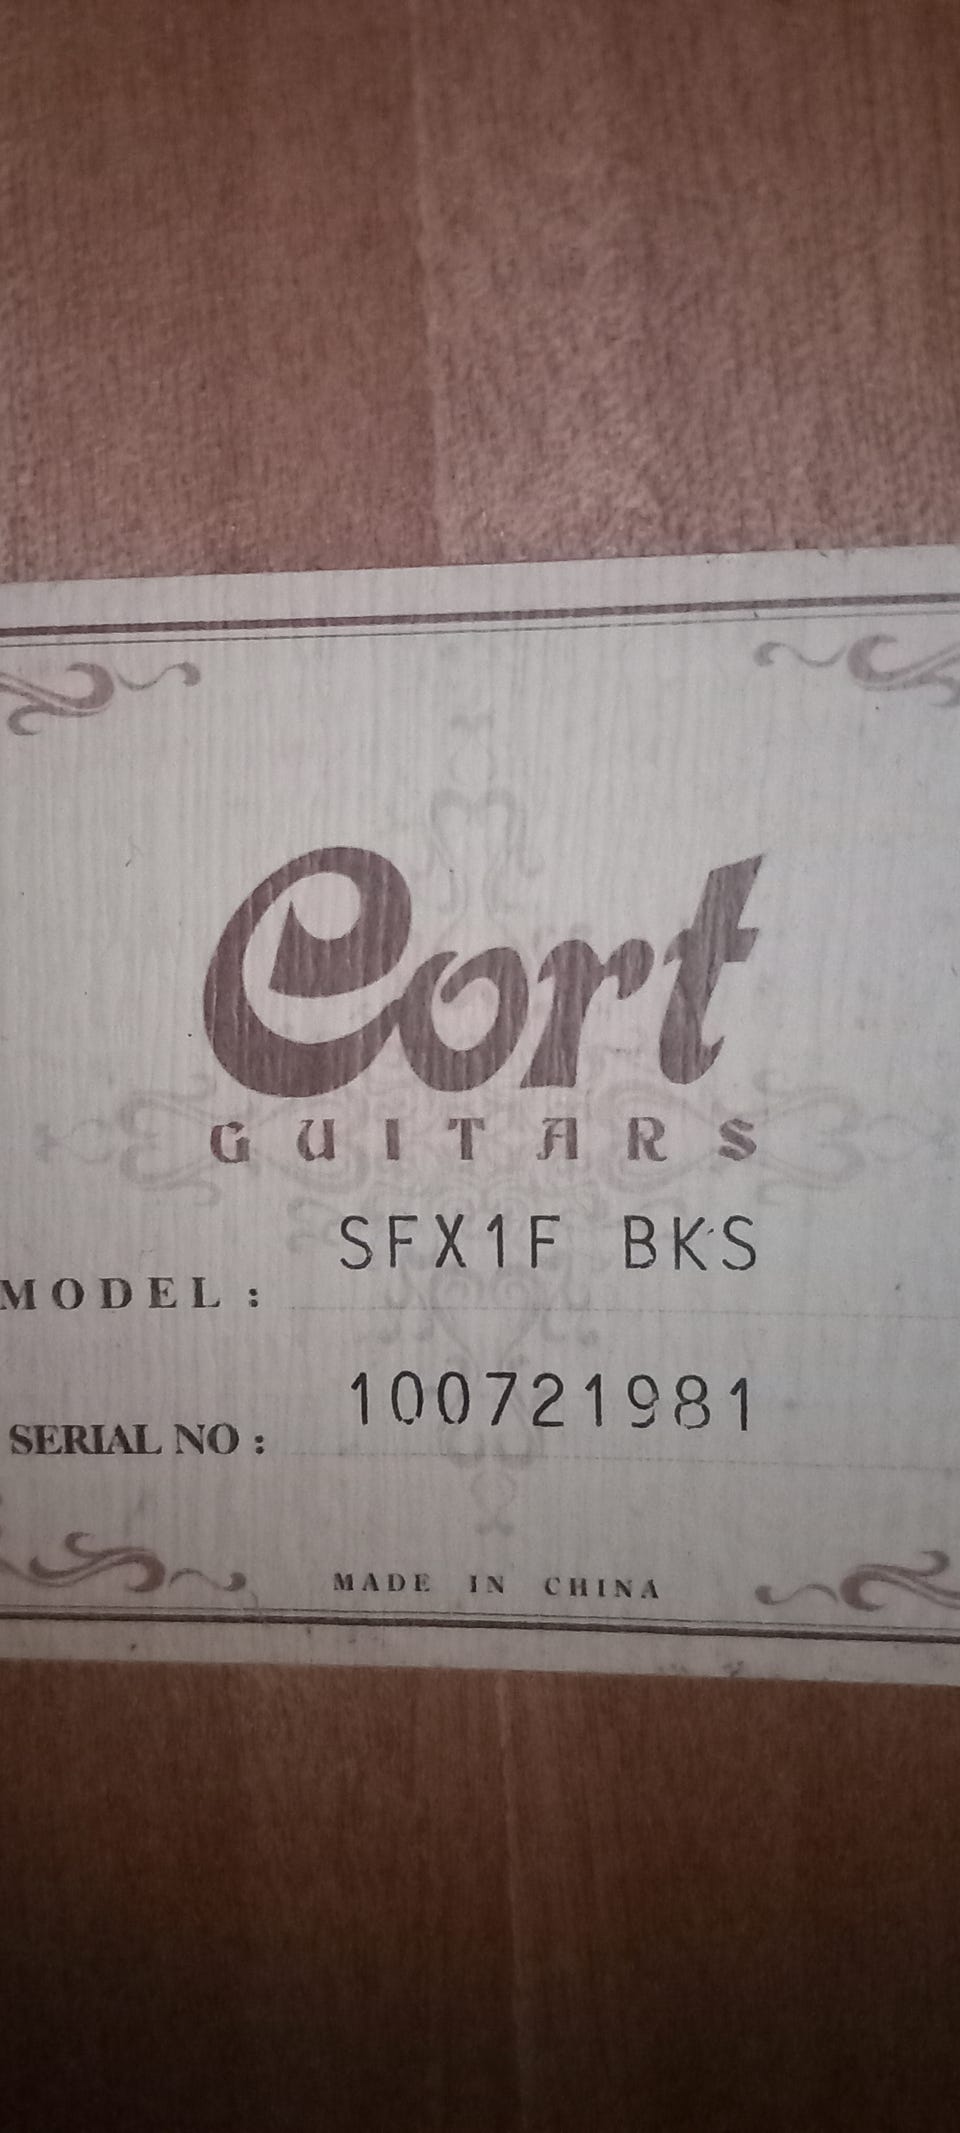 Cort
GUITARS
MODEL : SFX1F BKS
SERIAL NO : 100721981
MADE IN CHINA